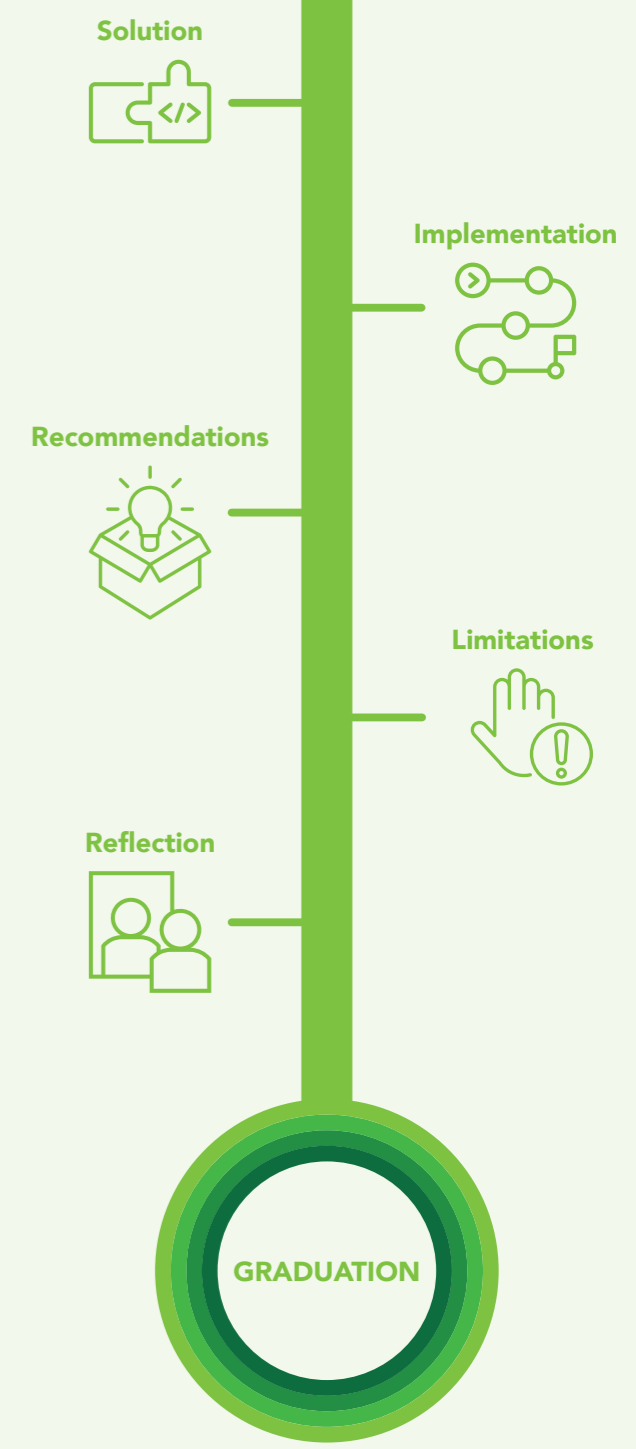 Solution
</>
Implementation
Recommendations
Limitations
Reflection
GRADUATION